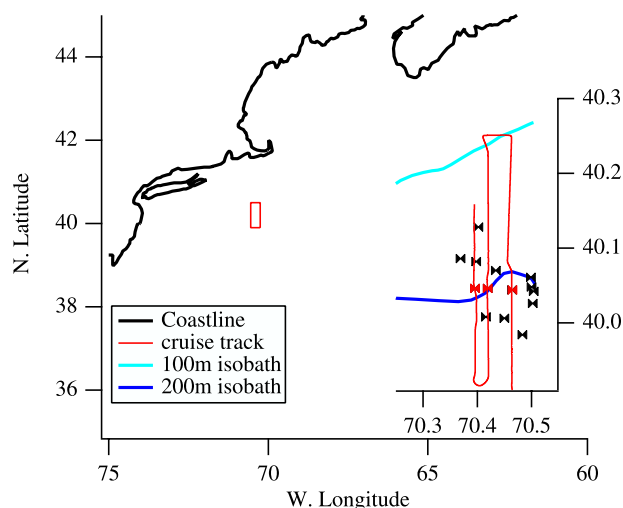 44
42
40
38
36
N. Latitude
40.3
40.2
40.1
40.0
Coastline
cruise track
100m isobath
200m isobath
70.3 70.4 70.5
75 70 65 60
W. Longitude